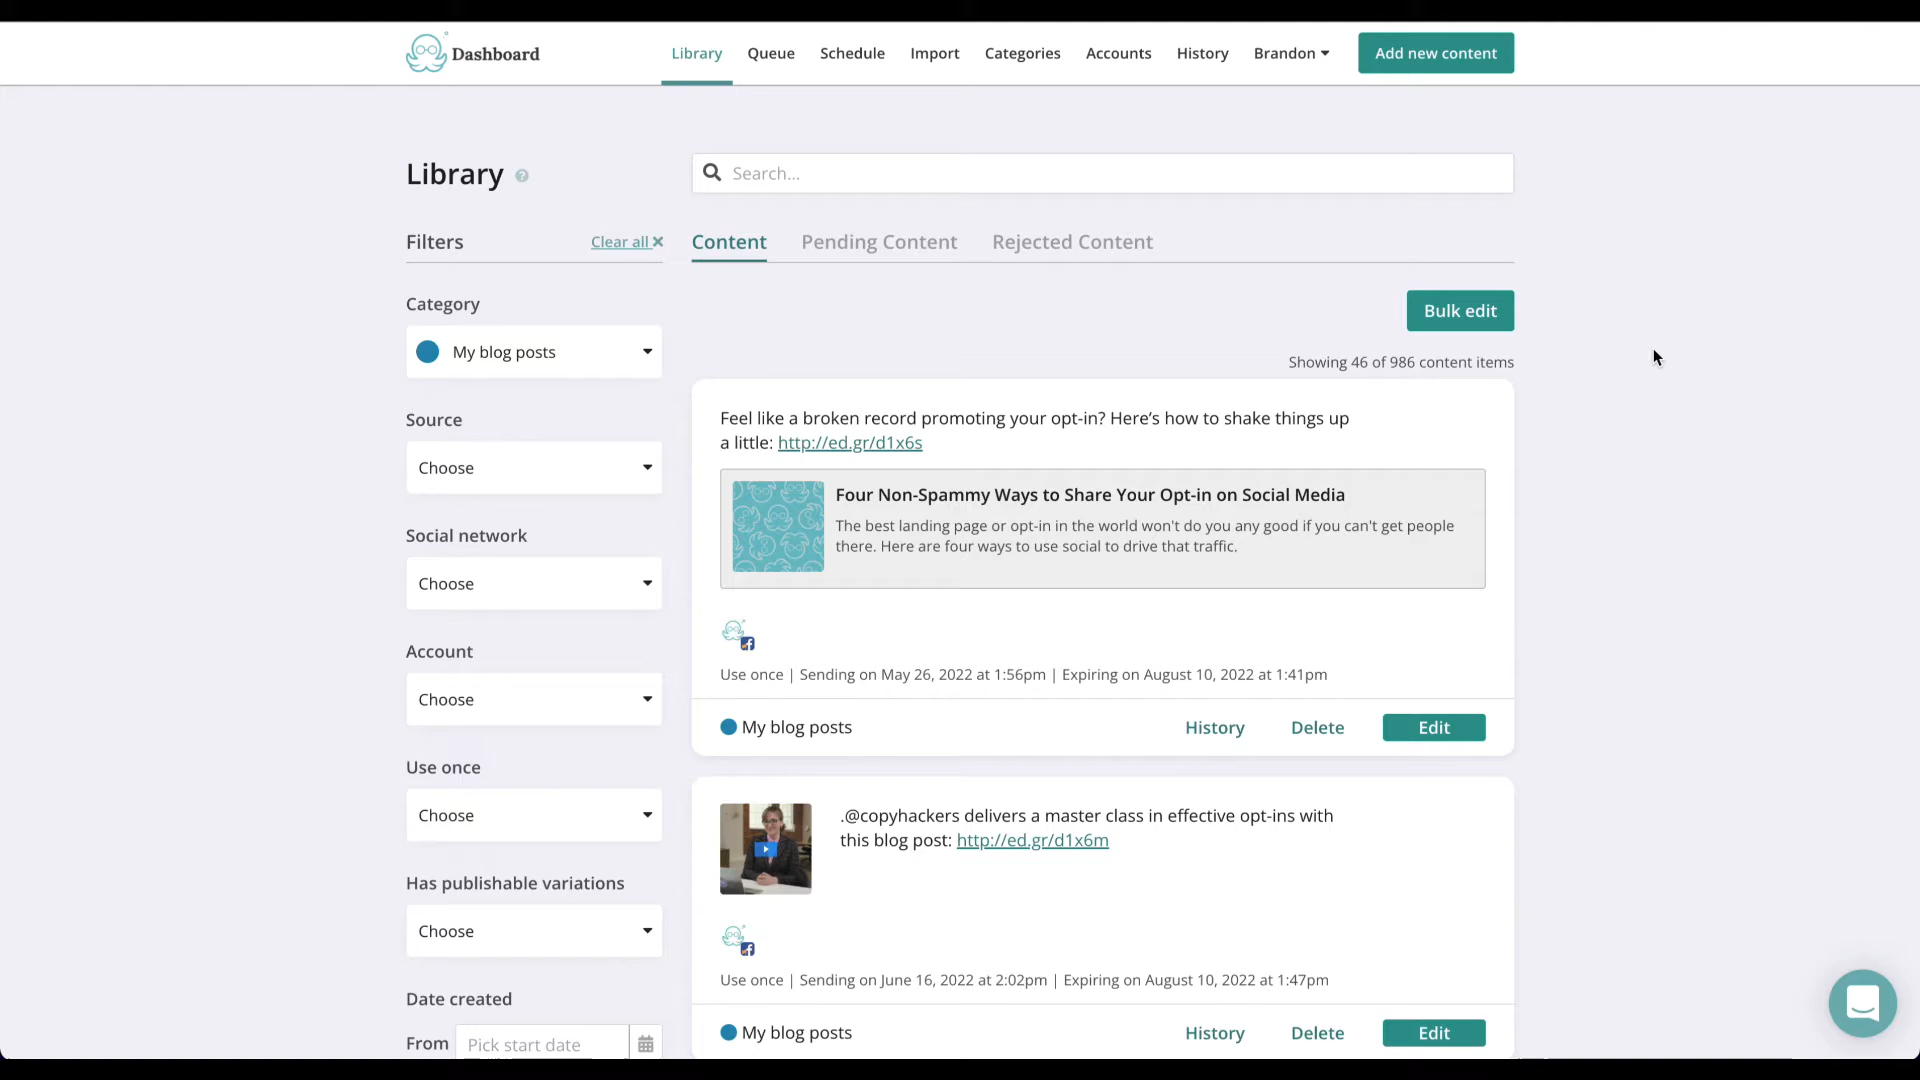 Dashboard
Library
Queue
Schedule
Import
Categories
Accounts
History
Brandon
Add new content
Library ?
Search...
Filters
Clear all
Content
Pending Content
Rejected Content
Category
My blog posts
Source
Choose
Social network
Choose
Account
Choose
Use once
Choose
Has publishable variations
Choose
Date created
From
Pick start date
Bulk edit
Showing 46 of 986 content items
Feel like a broken record promoting your opt-in? Here’s how to shake things up
a little: http://ed.gr/d1x6s
Four Non-Spammy Ways to Share Your Opt-in on Social Media
The best landing page or opt-in in the world won't do you any good if you can't get people
there. Here are four ways to use social to drive that traffic.
Use once | Sending on May 26, 2022 at 1:56pm | Expiring on August 10, 2022 at 1:41pm
My blog posts
History
Delete
Edit
.@copyhackers delivers a master class in effective opt-ins with
this blog post: http://ed.gr/d1x6m
Use once | Sending on June 16, 2022 at 2:02pm | Expiring on August 10, 2022 at 1:47pm
My blog posts
History
Delete
Edit